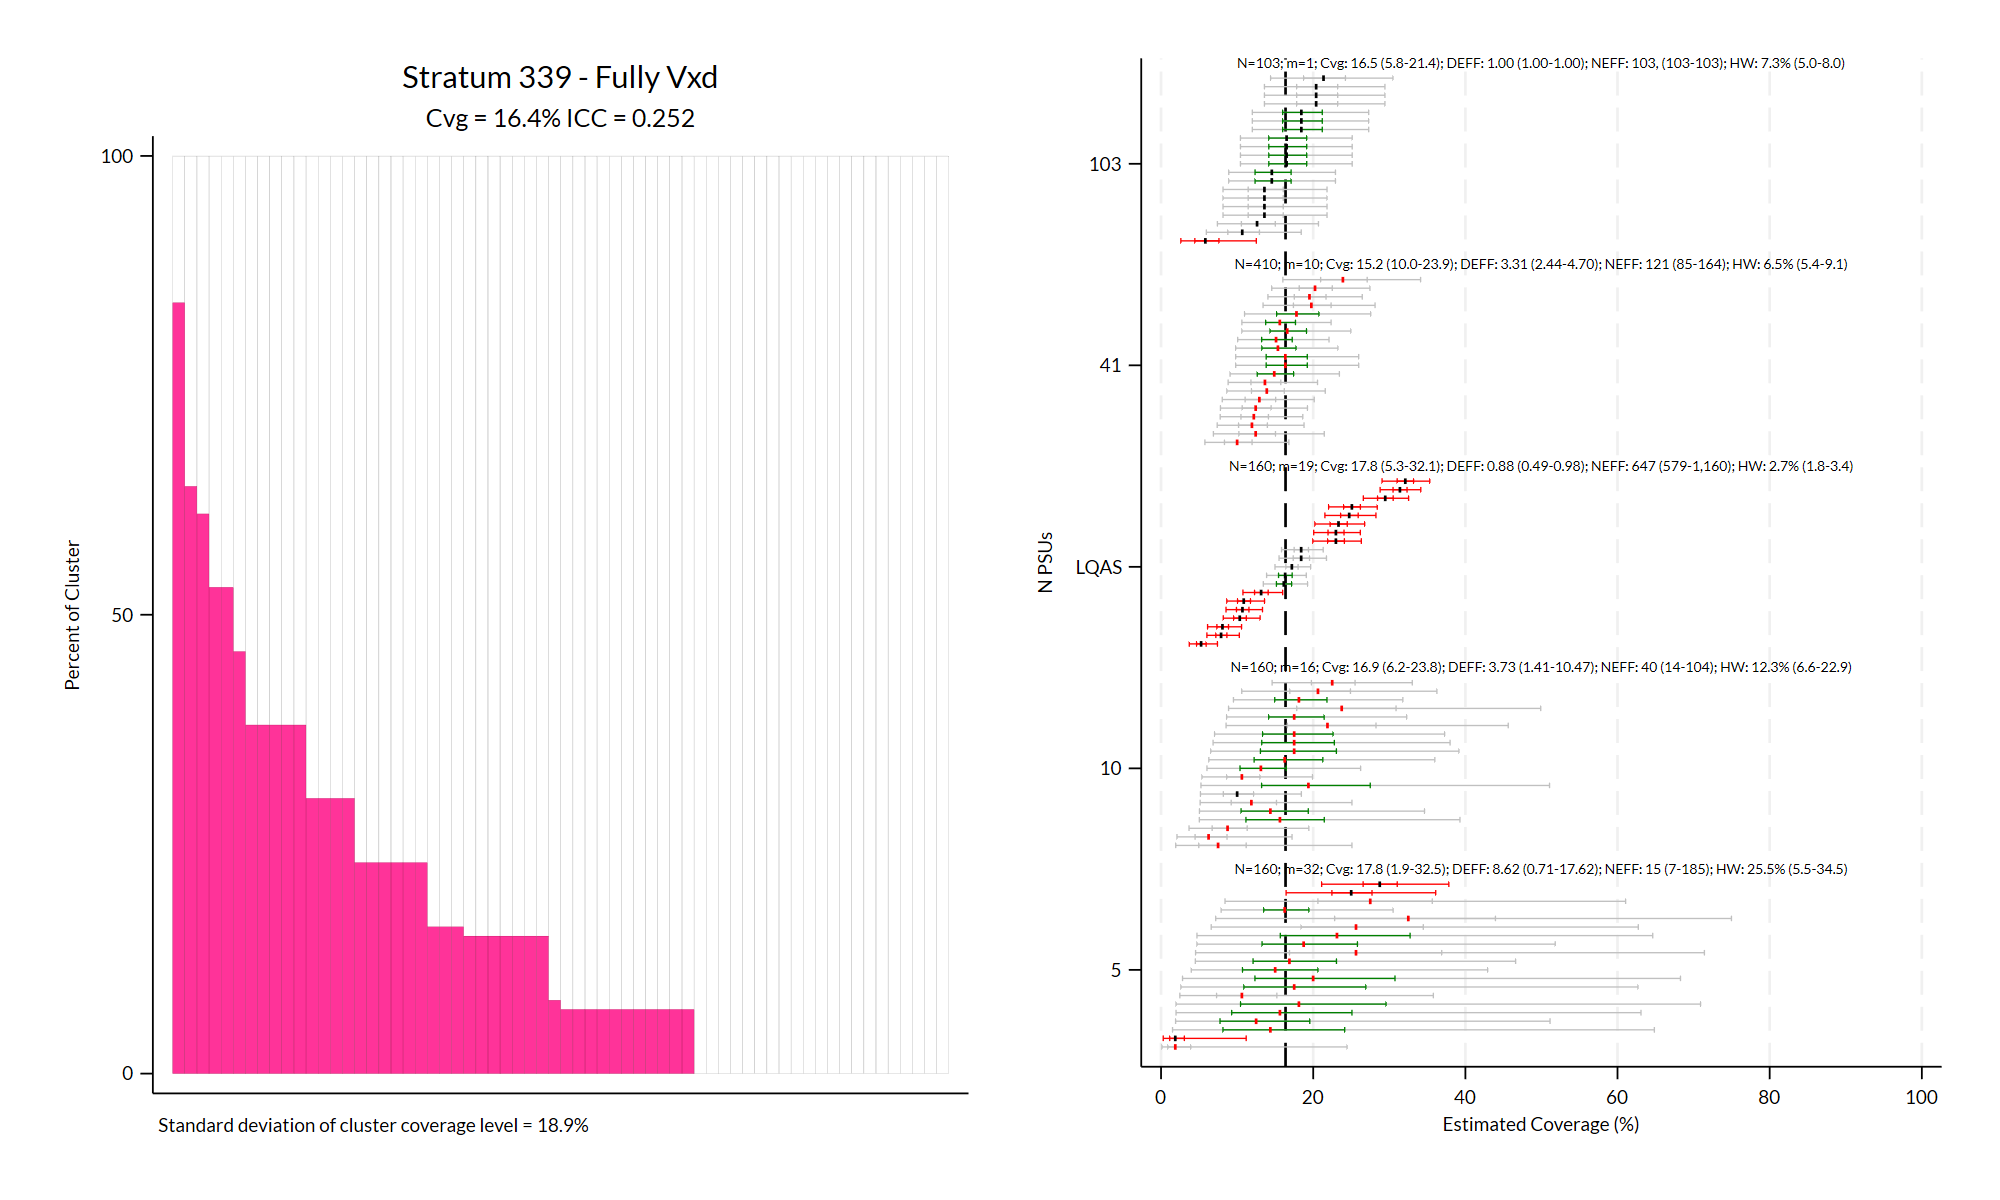 Stratum 339 - Fully Vxd
Cvg = 16.4% ICC = 0.252
100
50
0
Percent of Cluster
Standard deviation of cluster coverage level = 18.9%
N=103; m=1; Cvg: 16.5 (5.8-21.4); DEFF: 1.00 (1.00-1.00); NEFF: 103, (103-103); HW: 7.3% (5.0-8.0)
103
N=410; m=10; Cvg: 15.2 (10.0-23.9); DEFF: 3.31 (2.44-4.70); NEFF: 121 (85-164); HW: 6.5% (5.4-9.1)
41
N=160; m=19; Cvg: 17.8 (5.3-32.1); DEFF: 0.88 (0.49-0.98); NEFF: 647 (579-1,160); HW: 2.7% (1.8-3.4)
LQAS
N=160; m=16; Cvg: 16.9 (6.2-23.8); DEFF: 3.73 (1.41-10.47); NEFF: 40 (14-104); HW: 12.3% (6.6-22.9)
10
N=160; m=32; Cvg: 17.8 (1.9-32.5); DEFF: 8.62 (0.71-17.62); NEFF: 15 (7-185); HW: 25.5% (5.5-34.5)
5
N PSUs
0 20 40 60 80 100
Estimated Coverage (%)